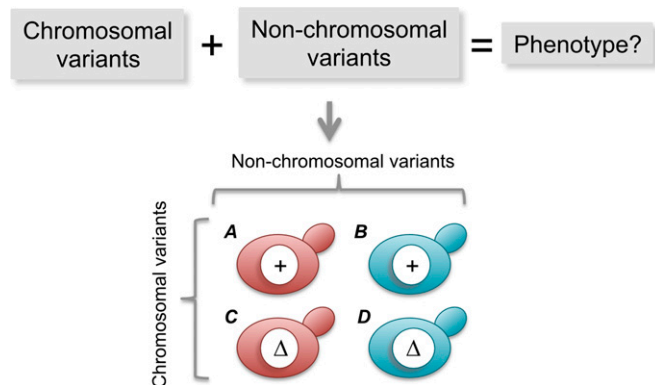 Chromosomal
variants
+
Non-chromosomal
variants
=
Phenotype?
Non-chromosomal variants
Chromosomal variants
A
B
+
+
C
D
Δ
Δ